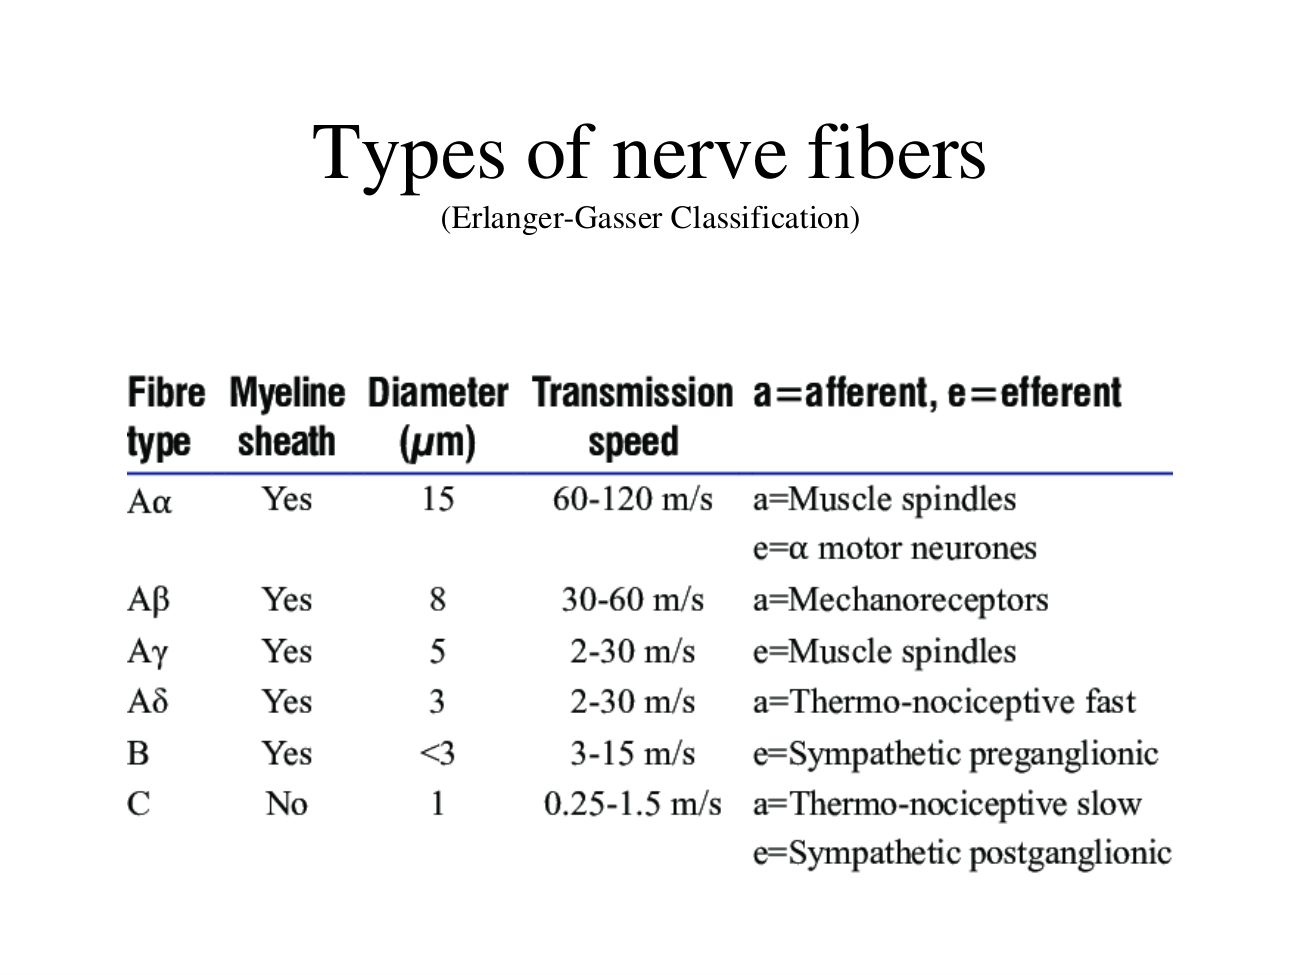 Types of nerve fibers
(Erlanger-Gasser Classification)
Fibre type Myeline sheath Diameter (µm) Transmission speed a=afferent, e=efferent
Aα Yes 15 60-120 m/s a=Muscle spindles
e=α motor neurones
Aβ Yes 8 30-60 m/s a=Mechanoreceptors
Aγ Yes 5 2-30 m/s e=Muscle spindles
Aδ Yes 3 2-30 m/s a=Thermo-nociceptive fast
B Yes <3 3-15 m/s e=Sympathetic preganglionic
C No 1 0.25-1.5 m/s a=Thermo-nociceptive slow
e=Sympathetic postganglionic